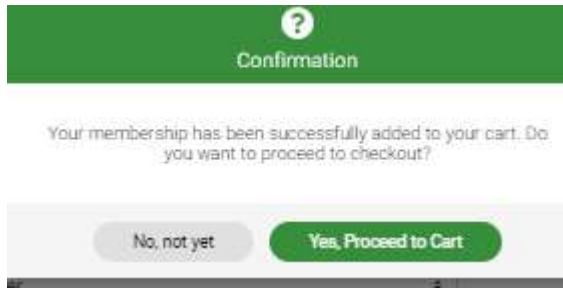 ?
Confirmation
Your membership has been successfully added to your cart. Do
you want to proceed to checkout?
No, not yet
Yes, Proceed to Cart